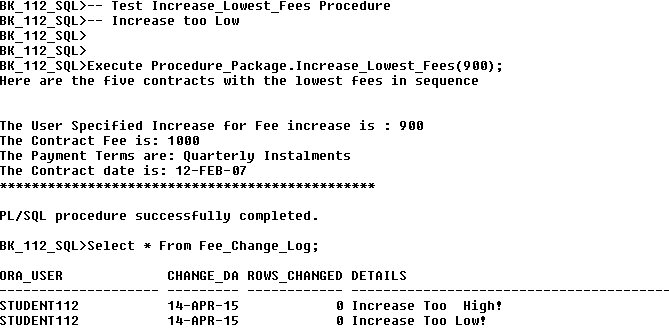 BK_112_SQL>-- Test Increase_Lowest_Fees Procedure
BK_112_SQL>-- Increase too Low
BK_112_SQL>
BK_112_SQL>
BK_112_SQL>Execute Procedure_Package.Increase_Lowest_Fees(900);
Here are the five contracts with the lowest fees in sequence
The User Specified Increase for Fee increase is : 900
The Contract Fee is: 1000
The Payment Terms are: Quarterly Instalments
The Contract date is: 12-FEB-07
***********************************************
PL/SQL procedure successfully completed.
BK_112_SQL>Select * From Fee_Change_Log;
ORA_USER CHANGE_DA ROWS_CHANGED DETAILS
-------------------- --------- ------------ ----------------------------------------
STUDENT112 14-APR-15 0 Increase Too  High!
STUDENT112 14-APR-15 0 Increase Too Low!